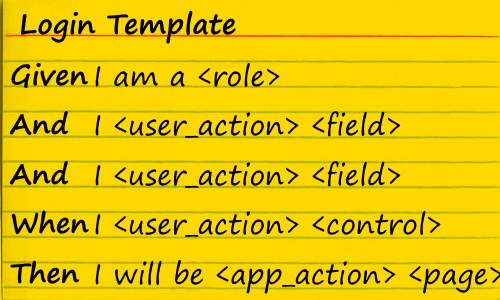 Login Template
Given I am a <role>
And I <user_action> <field>
And I <user_action> <field>
When I <user_action> <control>
Then I will be <app_action> <page>